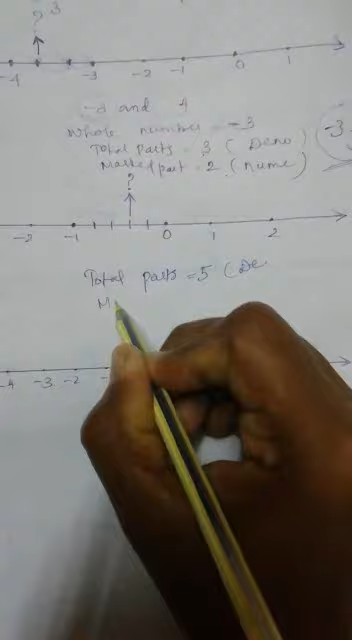 ? 3
-4 -3 -2 -1 0 1
-3 and 4
Whole number = -3
Total parts = 3 (Deno)
Marked part = 2 (Nume)
-3
?
-2 -1 0 1 2
Total parts = 5 (De
M
-4 -3 -2